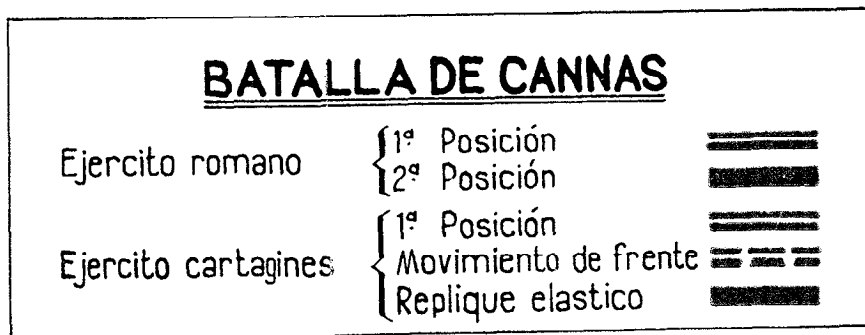 BATALLA DE CANNAS
Ejercito romano
1ª Posición
2ª Posición
Ejercito cartagines
1ª Posición
Movimiento de frente
Replique elastico